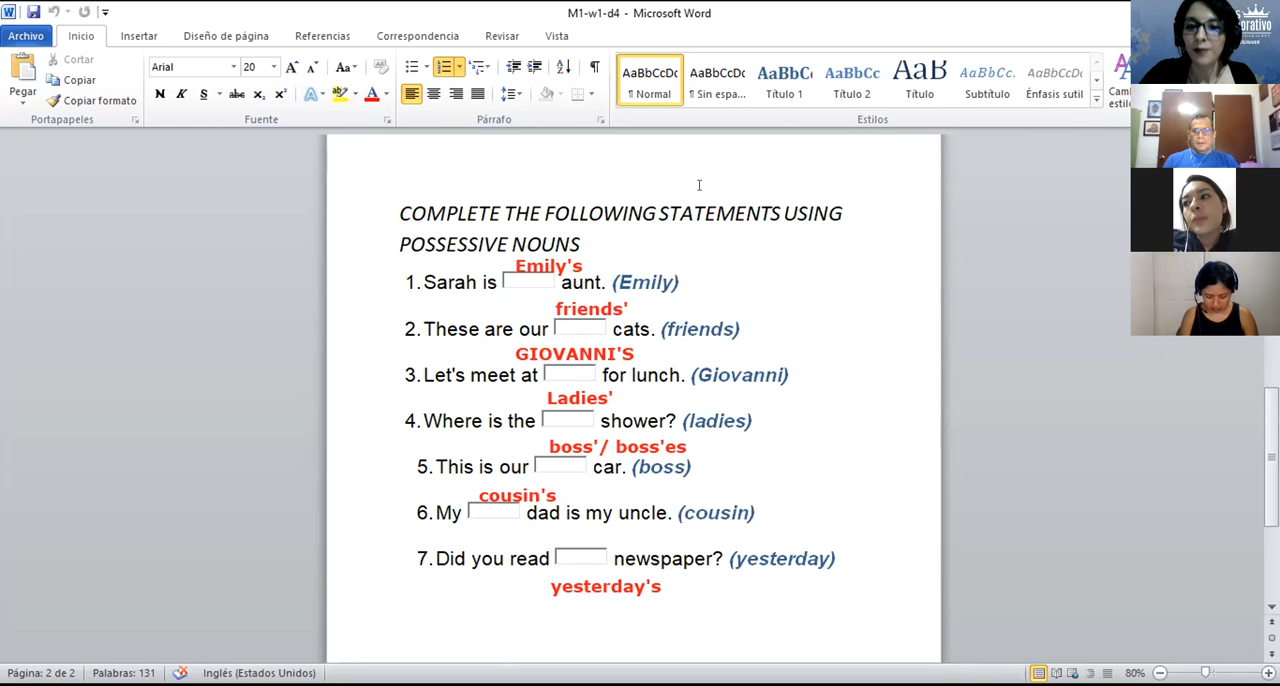 M1-w1-d4 - Microsoft Word
Archivo Inicio Insertar Diseño de página Referencias Correspondencia Revisar Vista
Pegar Cortar Copiar Copiar formato Portapapeles
Arial 20 Fuente
Párrafo
AaBbCcDc AaBbCcDc AaBbC AaBbCc AaB AaBbCc. AaBbCcDc
¶ Normal ¶ Sin espa... Título 1 Título 2 Título Subtítulo Énfasis sutil
Estilos
COMPLETE THE FOLLOWING STATEMENTS USING
POSSESSIVE NOUNS
Emily's
1. Sarah is aunt. (Emily)
friends'
2. These are our cats. (friends)
GIOVANNI'S
3. Let's meet at for lunch. (Giovanni)
Ladies'
4. Where is the shower? (ladies)
boss'/ boss'es
5. This is our car. (boss)
cousin's
6. My dad is my uncle. (cousin)
7. Did you read newspaper? (yesterday)
yesterday's
Página: 2 de 2 Palabras: 131 Inglés (Estados Unidos) 80%